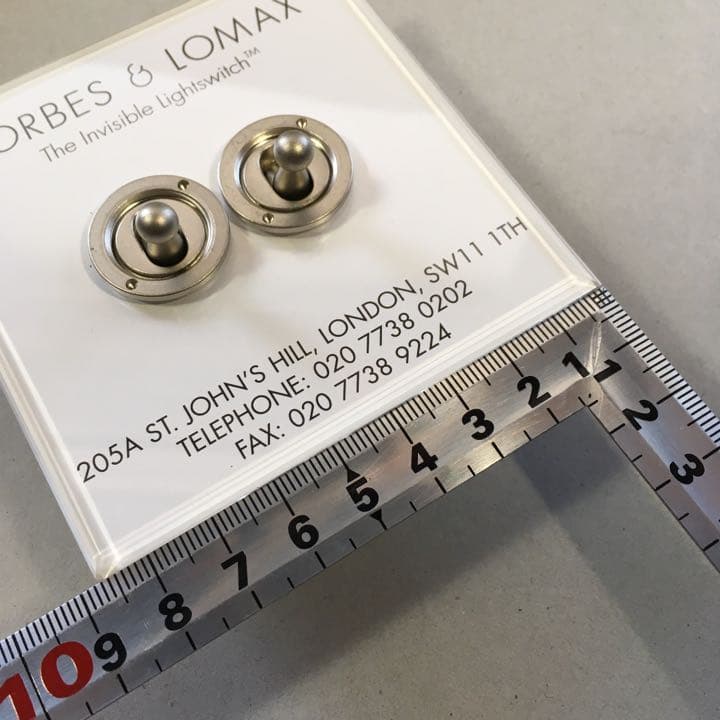 ORBES & LOMAX
The Invisible Lightswitch™
205A ST. JOHN'S HILL, LONDON, SW11 1TH
TELEPHONE: 020 7738 0202
FAX: 020 7738 9224
10 9 8 7 6 5 4 3 2 1
1 2 3